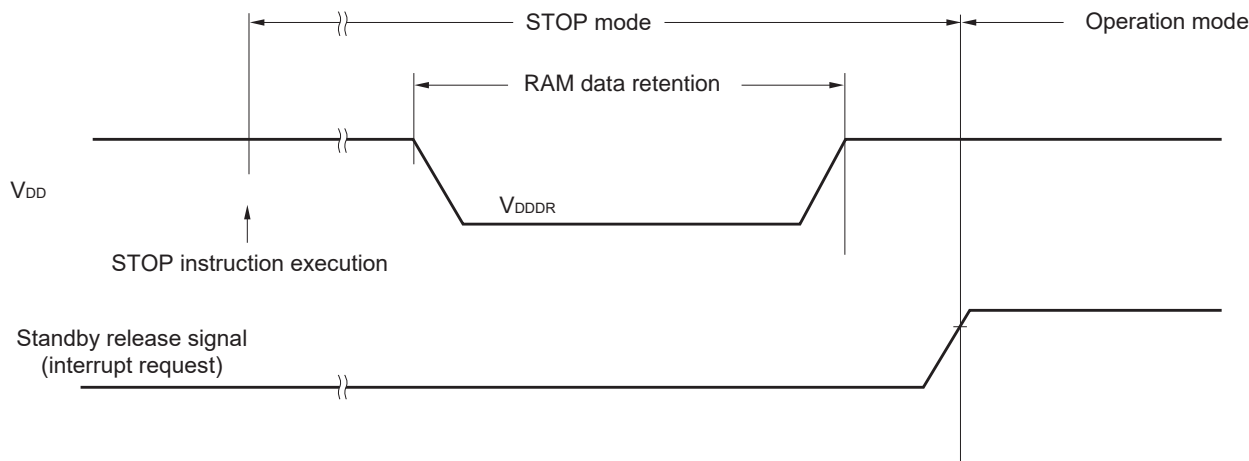 STOP mode
Operation mode
RAM data retention
VDD
VDDDR
STOP instruction execution
Standby release signal
(interrupt request)